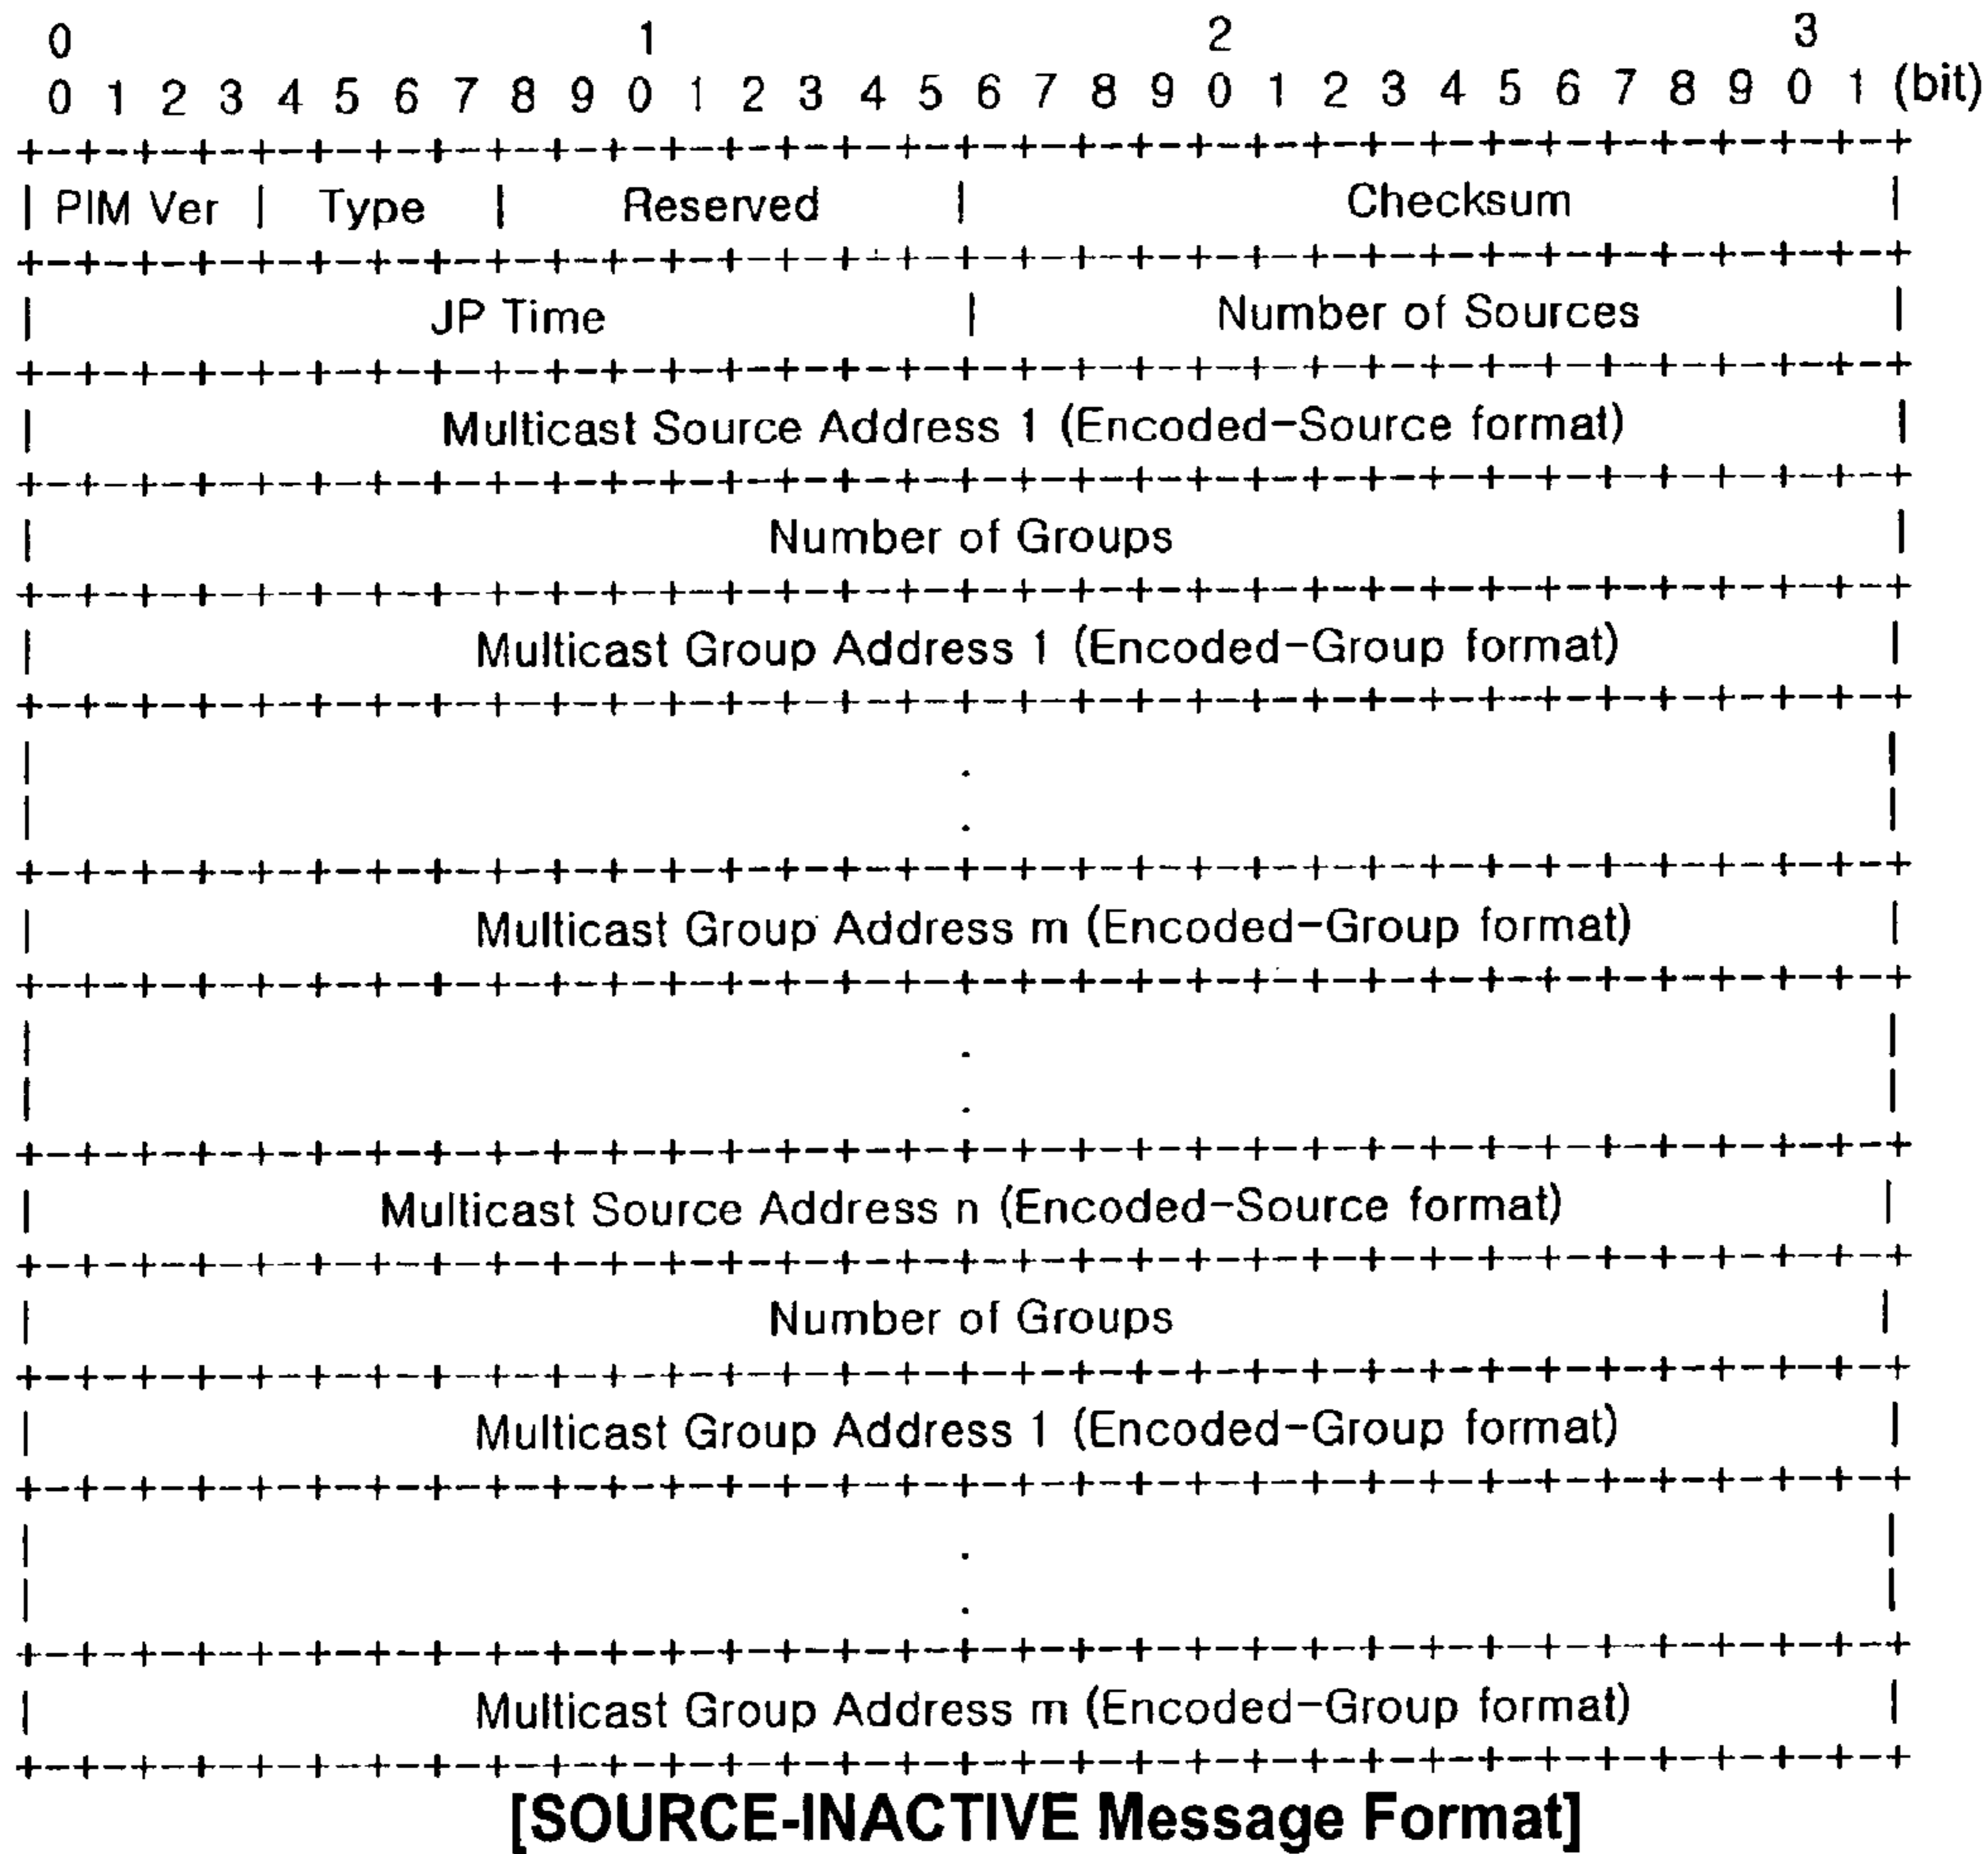 0 1 2 3
0 1 2 3 4 5 6 7 8 9 0 1 2 3 4 5 6 7 8 9 0 1 2 3 4 5 6 7 8 9 0 1 (bit)
+-+-+-+-+-+-+-+-+-+-+-+-+-+-+-+-+-+-+-+-+-+-+-+-+-+-+-+-+-+-+-+-+
| PIM Ver | Type | Reserved | Checksum |
+-+-+-+-+-+-+-+-+-+-+-+-+-+-+-+-+-+-+-+-+-+-+-+-+-+-+-+-+-+-+-+-+
| JP Time | Number of Sources |
+-+-+-+-+-+-+-+-+-+-+-+-+-+-+-+-+-+-+-+-+-+-+-+-+-+-+-+-+-+-+-+-+
| Multicast Source Address 1 (Encoded-Source format) |
+-+-+-+-+-+-+-+-+-+-+-+-+-+-+-+-+-+-+-+-+-+-+-+-+-+-+-+-+-+-+-+-+
| Number of Groups |
+-+-+-+-+-+-+-+-+-+-+-+-+-+-+-+-+-+-+-+-+-+-+-+-+-+-+-+-+-+-+-+-+
| Multicast Group Address 1 (Encoded-Group format) |
+-+-+-+-+-+-+-+-+-+-+-+-+-+-+-+-+-+-+-+-+-+-+-+-+-+-+-+-+-+-+-+-+
| . |
| . |
+-+-+-+-+-+-+-+-+-+-+-+-+-+-+-+-+-+-+-+-+-+-+-+-+-+-+-+-+-+-+-+-+
| Multicast Group Address m (Encoded-Group format) |
+-+-+-+-+-+-+-+-+-+-+-+-+-+-+-+-+-+-+-+-+-+-+-+-+-+-+-+-+-+-+-+-+
| . |
| . |
+-+-+-+-+-+-+-+-+-+-+-+-+-+-+-+-+-+-+-+-+-+-+-+-+-+-+-+-+-+-+-+-+
| Multicast Source Address n (Encoded-Source format) |
+-+-+-+-+-+-+-+-+-+-+-+-+-+-+-+-+-+-+-+-+-+-+-+-+-+-+-+-+-+-+-+-+
| Number of Groups |
+-+-+-+-+-+-+-+-+-+-+-+-+-+-+-+-+-+-+-+-+-+-+-+-+-+-+-+-+-+-+-+-+
| Multicast Group Address 1 (Encoded-Group format) |
+-+-+-+-+-+-+-+-+-+-+-+-+-+-+-+-+-+-+-+-+-+-+-+-+-+-+-+-+-+-+-+-+
| . |
| . |
+-+-+-+-+-+-+-+-+-+-+-+-+-+-+-+-+-+-+-+-+-+-+-+-+-+-+-+-+-+-+-+-+
| Multicast Group Address m (Encoded-Group format) |
+-+-+-+-+-+-+-+-+-+-+-+-+-+-+-+-+-+-+-+-+-+-+-+-+-+-+-+-+-+-+-+-+
[SOURCE-INACTIVE Message Format]